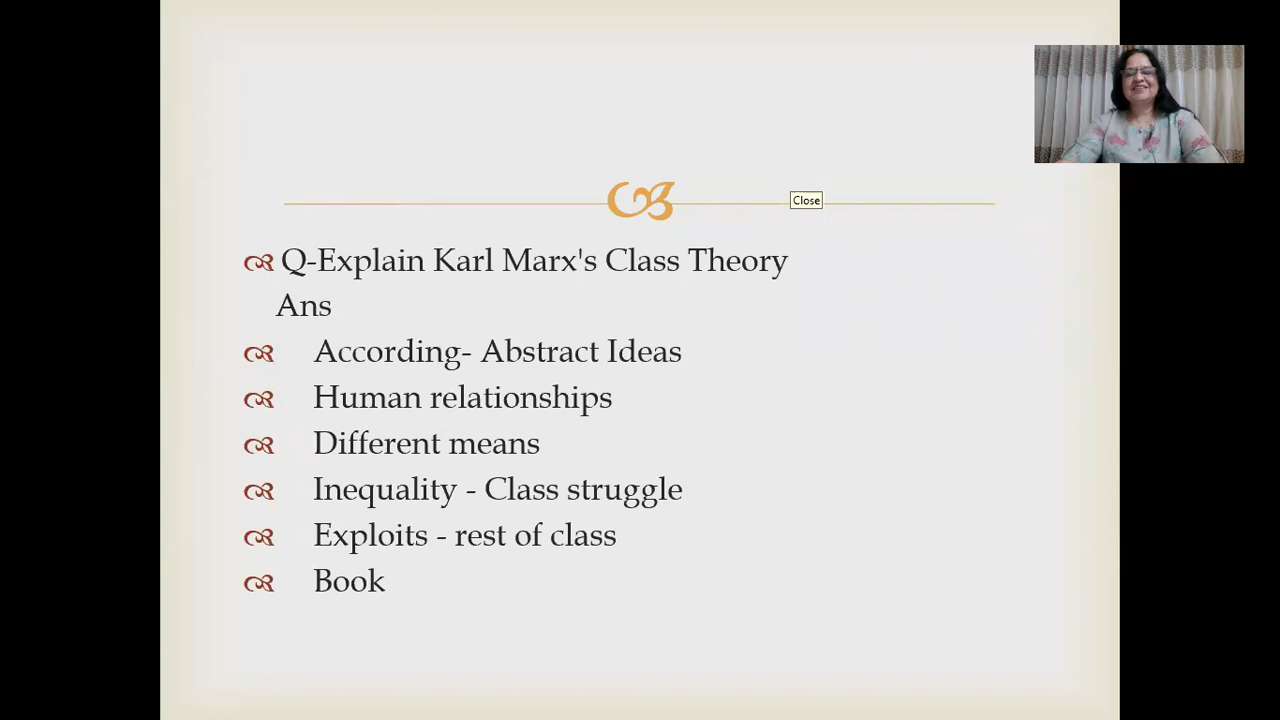 Close
Q-Explain Karl Marx's Class Theory
Ans
According- Abstract Ideas
Human relationships
Different means
Inequality - Class struggle
Exploits - rest of class
Book